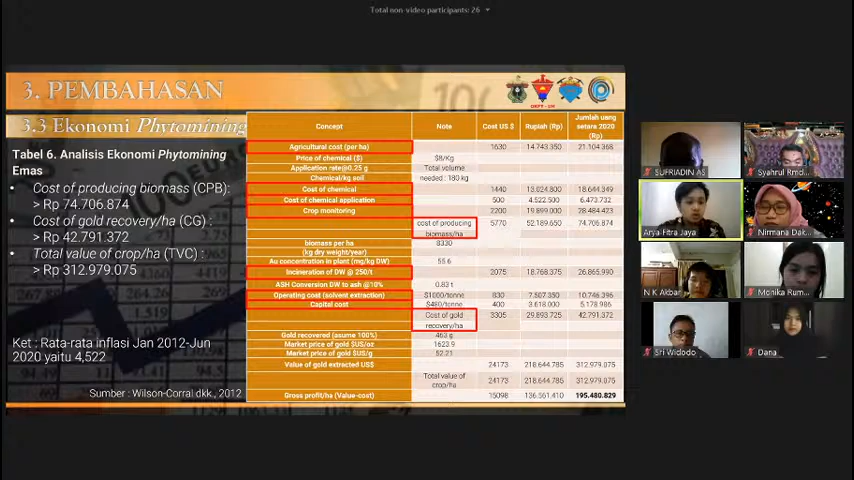 Total non-video participants: 26
3. PEMBAHASAN
3.3 Ekonomi Phytomining
Tabel 6. Analisis Ekonomi Phytomining
Emas
• Cost of producing biomass (CPB):
> Rp 74.706.874
• Cost of gold recovery/ha (CG) :
> Rp 42.791.372
• Total value of crop/ha (TVC) :
> Rp 312.979.075
Ket : Rata-rata inflasi Jan 2012-Jun
2020 yaitu 4,522
Sumber : Wilson-Corral dkk., 2012
Concept Note Cost US $ Rupiah (Rp) Jumlah uang setara 2020 (Rp)
Agricultural cost (per ha) 1630 14.743.350 21.104.368
Price of chemical ($) $8/Kg
Application rate@0.25 g Total volume
Chemical/kg soil needed : 180 kg
Cost of chemical 1440 13.024.800 18.644.349
Cost of chemical application 500 4.522.500 6.473.732
Crop monitoring 2200 19.899.000 28.484.423
cost of producing biomass/ha 5770 52.189.650 74.706.874
biomass per ha 8330
(kg dry weight/year)
Au concentration in plant (mg/kg DW) 55.6
Incineration of DW @ 250/t 2075 18.768.375 26.865.990
ASH Conversion DW to ash @10% 0.83 t
Operating cost (solvent extraction) $1000/tonne 830 7.507.350 10.746.396
Capital cost $480/tonne 400 3.618.000 5.178.986
Cost of gold recovery/ha 3305 29.893.725 42.791.372
Gold recovered (asume 100%) 463 g
Market price of gold $US/oz 1623.9
Market price of gold $US/g 52.21
Value of gold extracted US$ 24173 218.644.785 312.979.075
Total value of crop/ha 24173 218.644.785 312.979.075
Gross profit/ha (Value-cost) 15098 136.561.410 195.480.829
SUFRIADIN AS
Syahrul Rmd...
Arya Fitra Jaya
Nirmana Dak...
N K Akbar
Monika Rum...
Sri Widodo
Dana